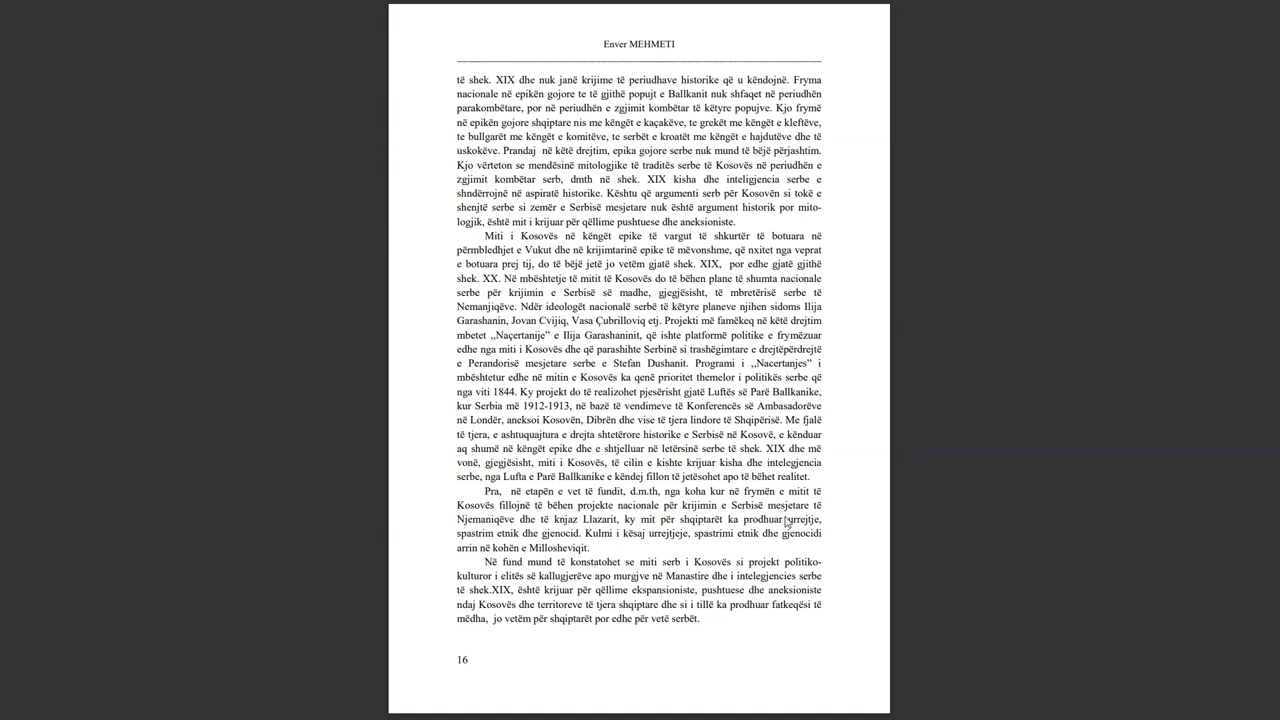 Enver MEHMETI
të shek. XIX dhe nuk janë krijime të periudhave historike që u këndojnë. Fryma
nacionale në epikën gojore te të gjithë popujt e Ballkanit nuk shfaqet në periudhën
parakombëtare, por në periudhën e zgjimit kombëtar të këtyre popujve. Kjo frymë
në epikën gojore shqiptare nis me këngët e kaçakëve, te grekët me këngët e kleftëve,
te bullgarët me këngët e komitëve, te serbët e kroatët me këngët e hajdutëve dhe të
uskokëve. Prandaj  në këtë drejtim, epika gojore serbe nuk mund të bëjë përjashtim.
Kjo vërteton se mendësinë mitologjike të traditës serbe të Kosovës në periudhën e
zgjimit kombëtar serb, dmth në shek. XIX kisha dhe inteligjencia serbe e
shndërrojnë në aspiratë historike. Kështu që argumenti serb për Kosovën si tokë e
shenjtë serbe si zemër e Serbisë mesjetare nuk është argument historik por mito-
logjik, është mit i krijuar për qëllime pushtuese dhe aneksioniste.
Miti i Kosovës në këngët epike të vargut të shkurtër të botuara në
përmbledhjet e Vukut dhe në krijimtarinë epike të mëvonshme, që nxitet nga veprat
e botuara prej tij, do të bëjë jetë jo vetëm gjatë shek. XIX,  por edhe gjatë gjithë
shek. XX. Në mbështetje të mitit të Kosovës do të bëhen plane të shumta nacionale
serbe për krijimin e Serbisë së madhe, gjegjësisht, të mbretërisë serbe të
Nemanjiqëve. Ndër ideologët nacionalë serbë të këtyre planeve njihen sidoms Ilija
Garashanin, Jovan Cvijiq, Vasa Çubrilloviq etj. Projekti më famëkeq në këtë drejtim
mbetet ,,Naçertanije” e Ilija Garashaninit, që ishte platformë politike e frymëzuar
edhe nga miti i Kosovës dhe që parashihte Serbinë si trashëgimtare e drejtëpërdrejtë
e Perandorisë mesjetare serbe e Stefan Dushanit. Programi i ,,Nacertanjes” i
mbështetur edhe në mitin e Kosovës ka qenë prioritet themelor i politikës serbe që
nga viti 1844. Ky projekt do të realizohet pjesërisht gjatë Luftës së Parë Ballkanike,
kur Serbia më 1912-1913, në bazë të vendimeve të Konferencës së Ambasadorëve
në Londër, aneksoi Kosovën, Dibrën dhe vise të tjera lindore të Shqipërisë. Me fjalë
të tjera, e ashtuquajtura e drejta shtetërore historike e Serbisë në Kosovë, e kënduar
aq shumë në këngët epike dhe e shtjelluar në letërsinë serbe të shek. XIX dhe më
vonë, gjegjësisht, miti i Kosovës, të cilin e kishte krijuar kisha dhe intelegjencia
serbe, nga Lufta e Parë Ballkanike e këndej fillon të jetësohet apo të bëhet realitet.
Pra,  në etapën e vet të fundit, d.m.th, nga koha kur në frymën e mitit të
Kosovës fillojnë të bëhen projekte nacionale për krijimin e Serbisë mesjetare të
Njemaniqëve dhe të knjaz Llazarit, ky mit për shqiptarët ka prodhuar urrejtje,
spastrim etnik dhe gjenocid. Kulmi i kësaj urrejtjeje, spastrimi etnik dhe gjenocidi
arrin në kohën e Millosheviqit.
Në fund mund të konstatohet se miti serb i Kosovës si projekt politiko-
kulturor i elitës së kallugjerëve apo murgjve në Manastire dhe i intelegjencies serbe
të shek.XIX, është krijuar për qëllime ekspansioniste, pushtuese dhe aneksioniste
ndaj Kosovës dhe territoreve të tjera shqiptare dhe si i tillë ka prodhuar fatkeqësi të
mëdha,  jo vetëm për shqiptarët por edhe për vetë serbët.
16